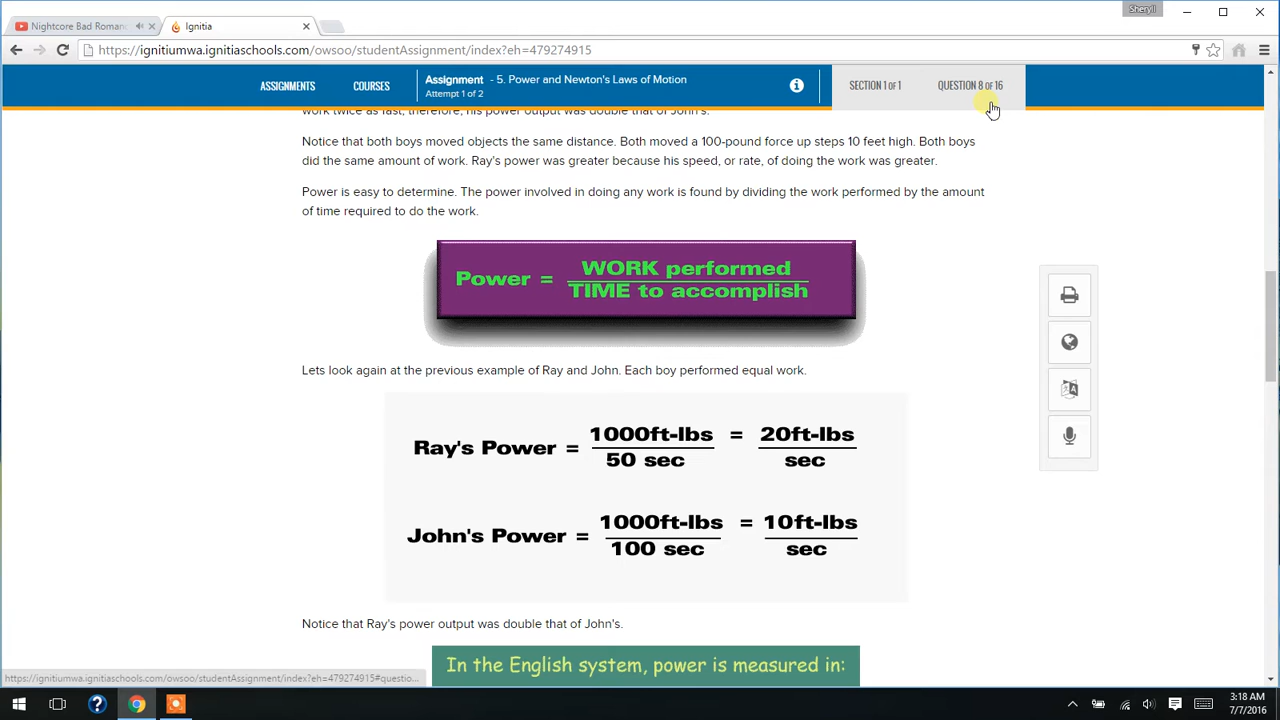 Sheryll
Nightcore Bad Romanc
Ignitia
https://ignitiumwa.ignitiaschools.com/owsoo/studentAssignment/index?eh=479274915
ASSIGNMENTS
COURSES
Assignment - 5. Power and Newton's Laws of Motion
Attempt 1 of 2
SECTION 1 OF 1
QUESTION 8 OF 16
work twice as fast, therefore, his power output was double that of John's.
Notice that both boys moved objects the same distance. Both moved a 100-pound force up steps 10 feet high. Both boys
did the same amount of work. Ray's power was greater because his speed, or rate, of doing the work was greater.
Power is easy to determine. The power involved in doing any work is found by dividing the work performed by the amount
of time required to do the work.
Power = WORK performed
TIME to accomplish
Lets look again at the previous example of Ray and John. Each boy performed equal work.
Ray's Power = 1000ft-lbs = 20ft-lbs
50 sec sec
John's Power = 1000ft-lbs = 10ft-lbs
100 sec sec
Notice that Ray's power output was double that of John's.
In the English system, power is measured in:
https://ignitiumwa.ignitiaschools.com/owsoo/studentAssignment/index?eh=479274915#questio...
3:18 AM
7/7/2016